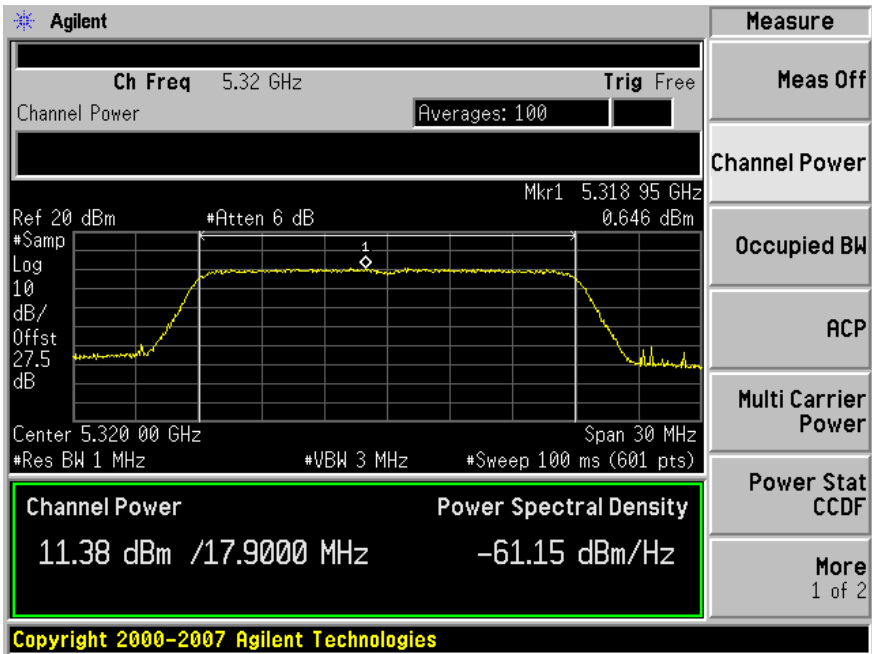 Agilent
Measure
Ch Freq 5.32 GHz Trig Free
Channel Power Averages: 100
Mkr1 5.318 95 GHz
Ref 20 dBm #Atten 6 dB 0.646 dBm
#Samp
Log
10
dB/
Offst
27.5
dB
1
Center 5.320 00 GHz Span 30 MHz
#Res BW 1 MHz #VBW 3 MHz #Sweep 100 ms (601 pts)
Channel Power Power Spectral Density
11.38 dBm /17.9000 MHz -61.15 dBm/Hz
Meas Off
Channel Power
Occupied BW
ACP
Multi Carrier
Power
Power Stat
CCDF
More
1 of 2
Copyright 2000-2007 Agilent Technologies